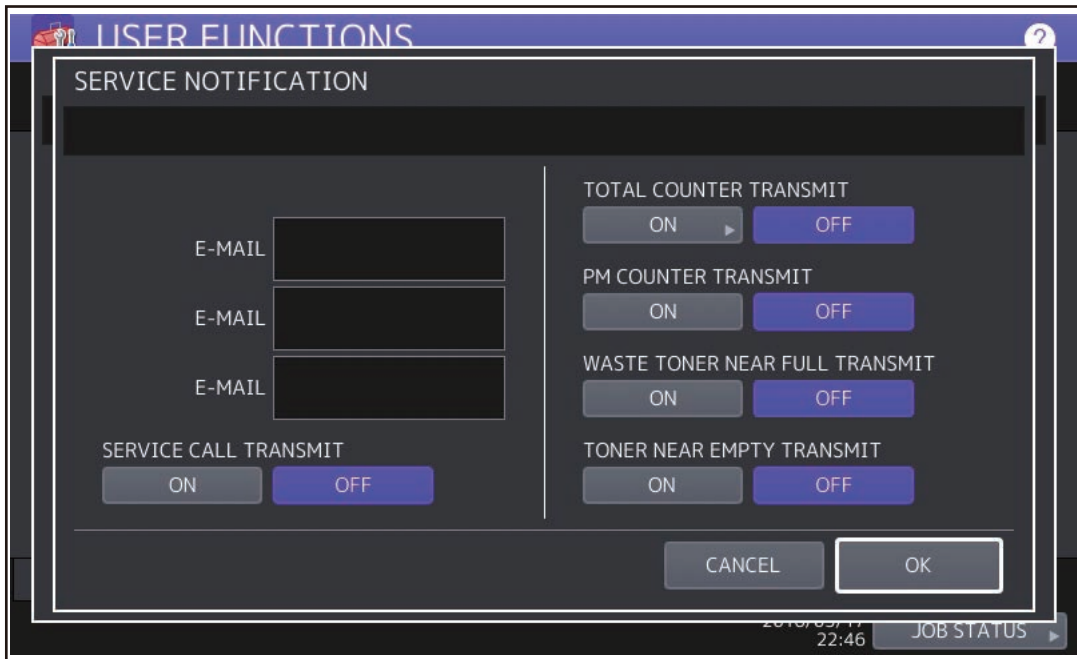 USER FUNCTIONS
?
SERVICE NOTIFICATION
E-MAIL
E-MAIL
E-MAIL
SERVICE CALL TRANSMIT
ON OFF
TOTAL COUNTER TRANSMIT
ON OFF
PM COUNTER TRANSMIT
ON OFF
WASTE TONER NEAR FULL TRANSMIT
ON OFF
TONER NEAR EMPTY TRANSMIT
ON OFF
CANCEL OK
22:46 JOB STATUS